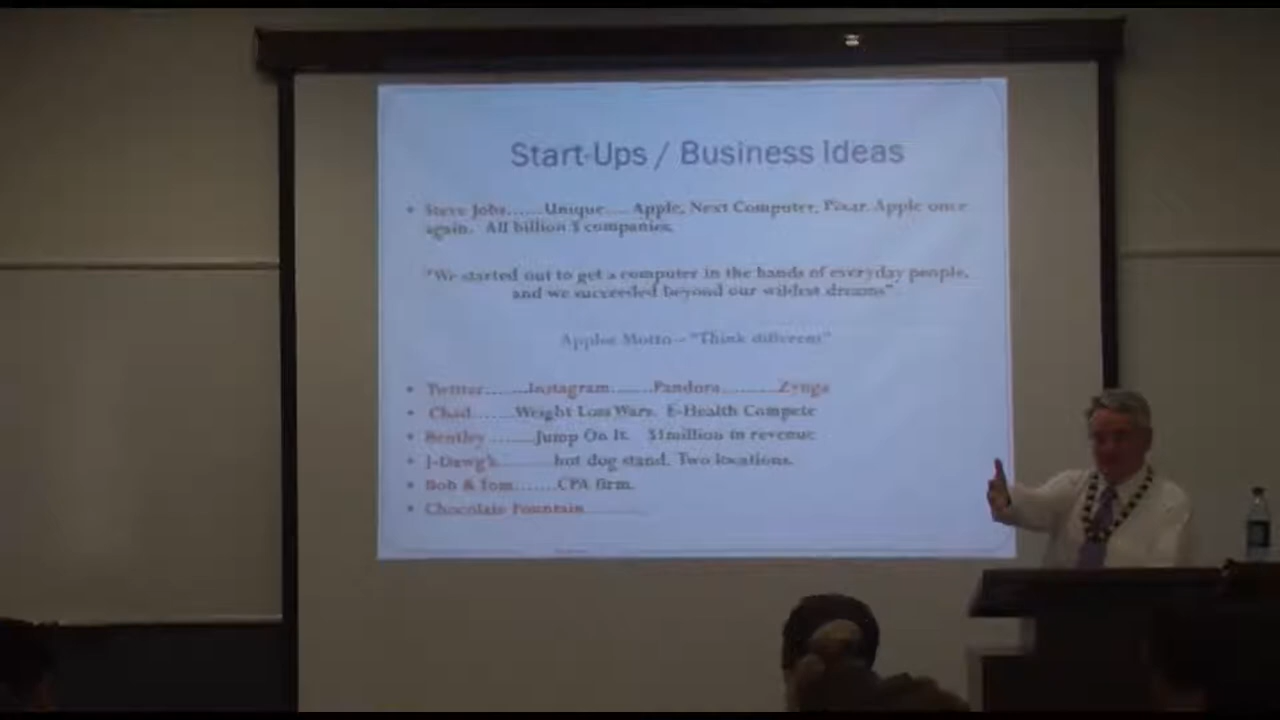 Start-Ups / Business Ideas
• Steve Jobs......Unique.....Apple, Next Computer, Pixar. Apple once
again. All billion $ companies.
"We started out to get a computer in the hands of everyday people,
and we succeeded beyond our wildest dreams"
Apples Motto – "Think different"
• Twitter.......Instagram.......Pandora..........Zynga
• Chad.......Weight Loss Wars. E-Health Compete
• Bentley ........Jump On It. $1million in revenue
• J-Dawg's..........hot dog stand. Two locations.
• Bob & Tom.......CPA firm.
• Chocolate Fountain...........